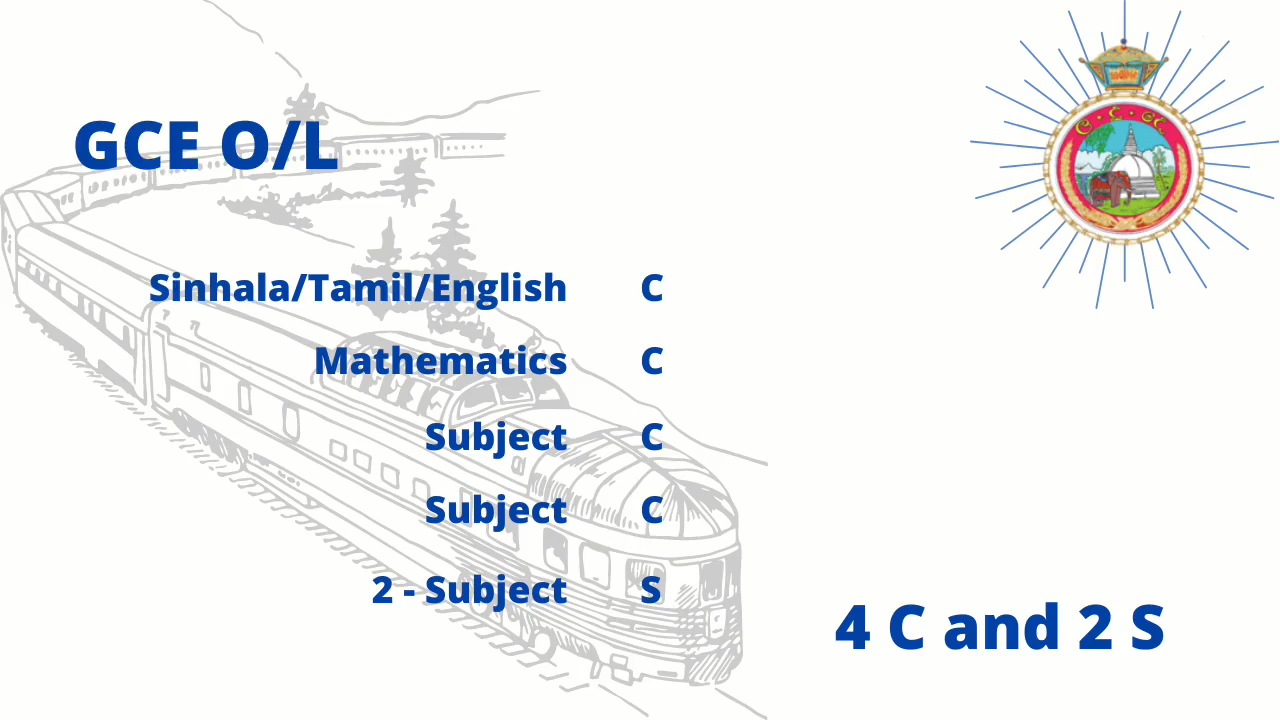 GCE O/L
Sinhala/Tamil/English C
Mathematics C
Subject C
Subject C
2 - Subject S
4 C and 2 S